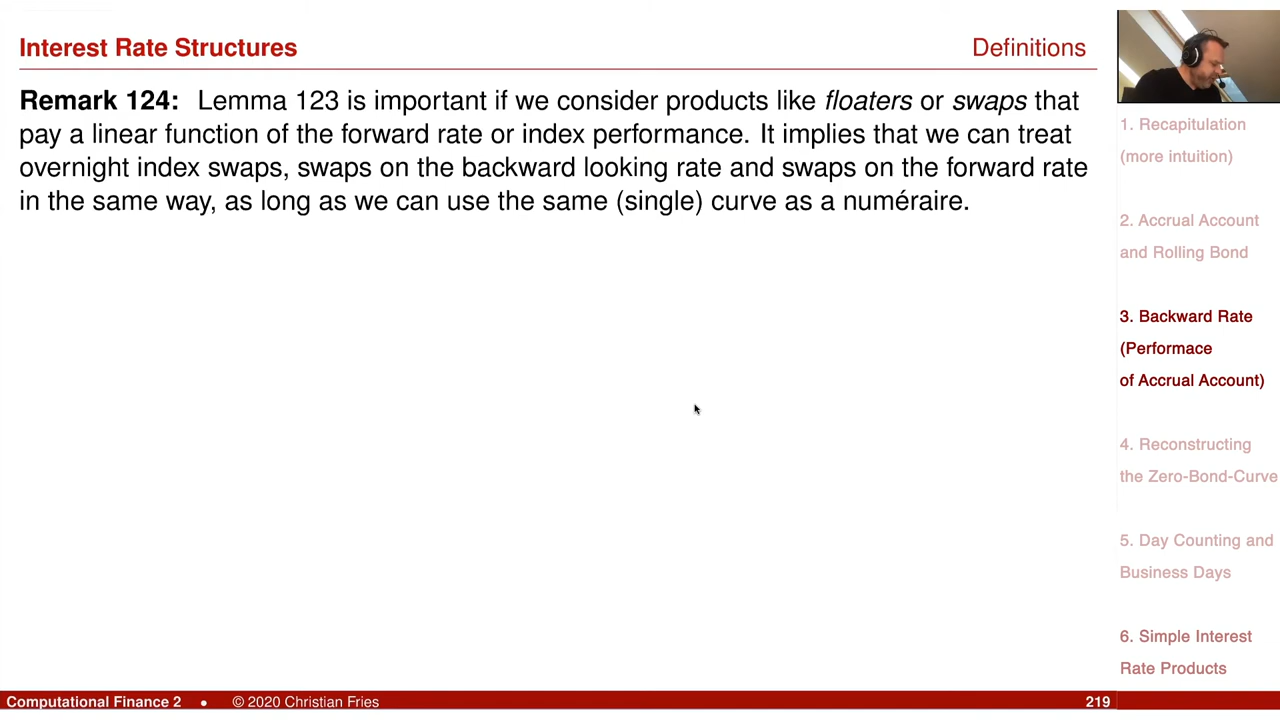 Interest Rate Structures
Definitions
Remark 124: Lemma 123 is important if we consider products like floaters or swaps that
pay a linear function of the forward rate or index performance. It implies that we can treat
overnight index swaps, swaps on the backward looking rate and swaps on the forward rate
in the same way, as long as we can use the same (single) curve as a numéraire.
1. Recapitulation
(more intuition)
2. Accrual Account
and Rolling Bond
3. Backward Rate
(Performace
of Accrual Account)
4. Reconstructing
the Zero-Bond-Curve
5. Day Counting and
Business Days
6. Simple Interest
Rate Products
Computational Finance 2 • © 2020 Christian Fries
219